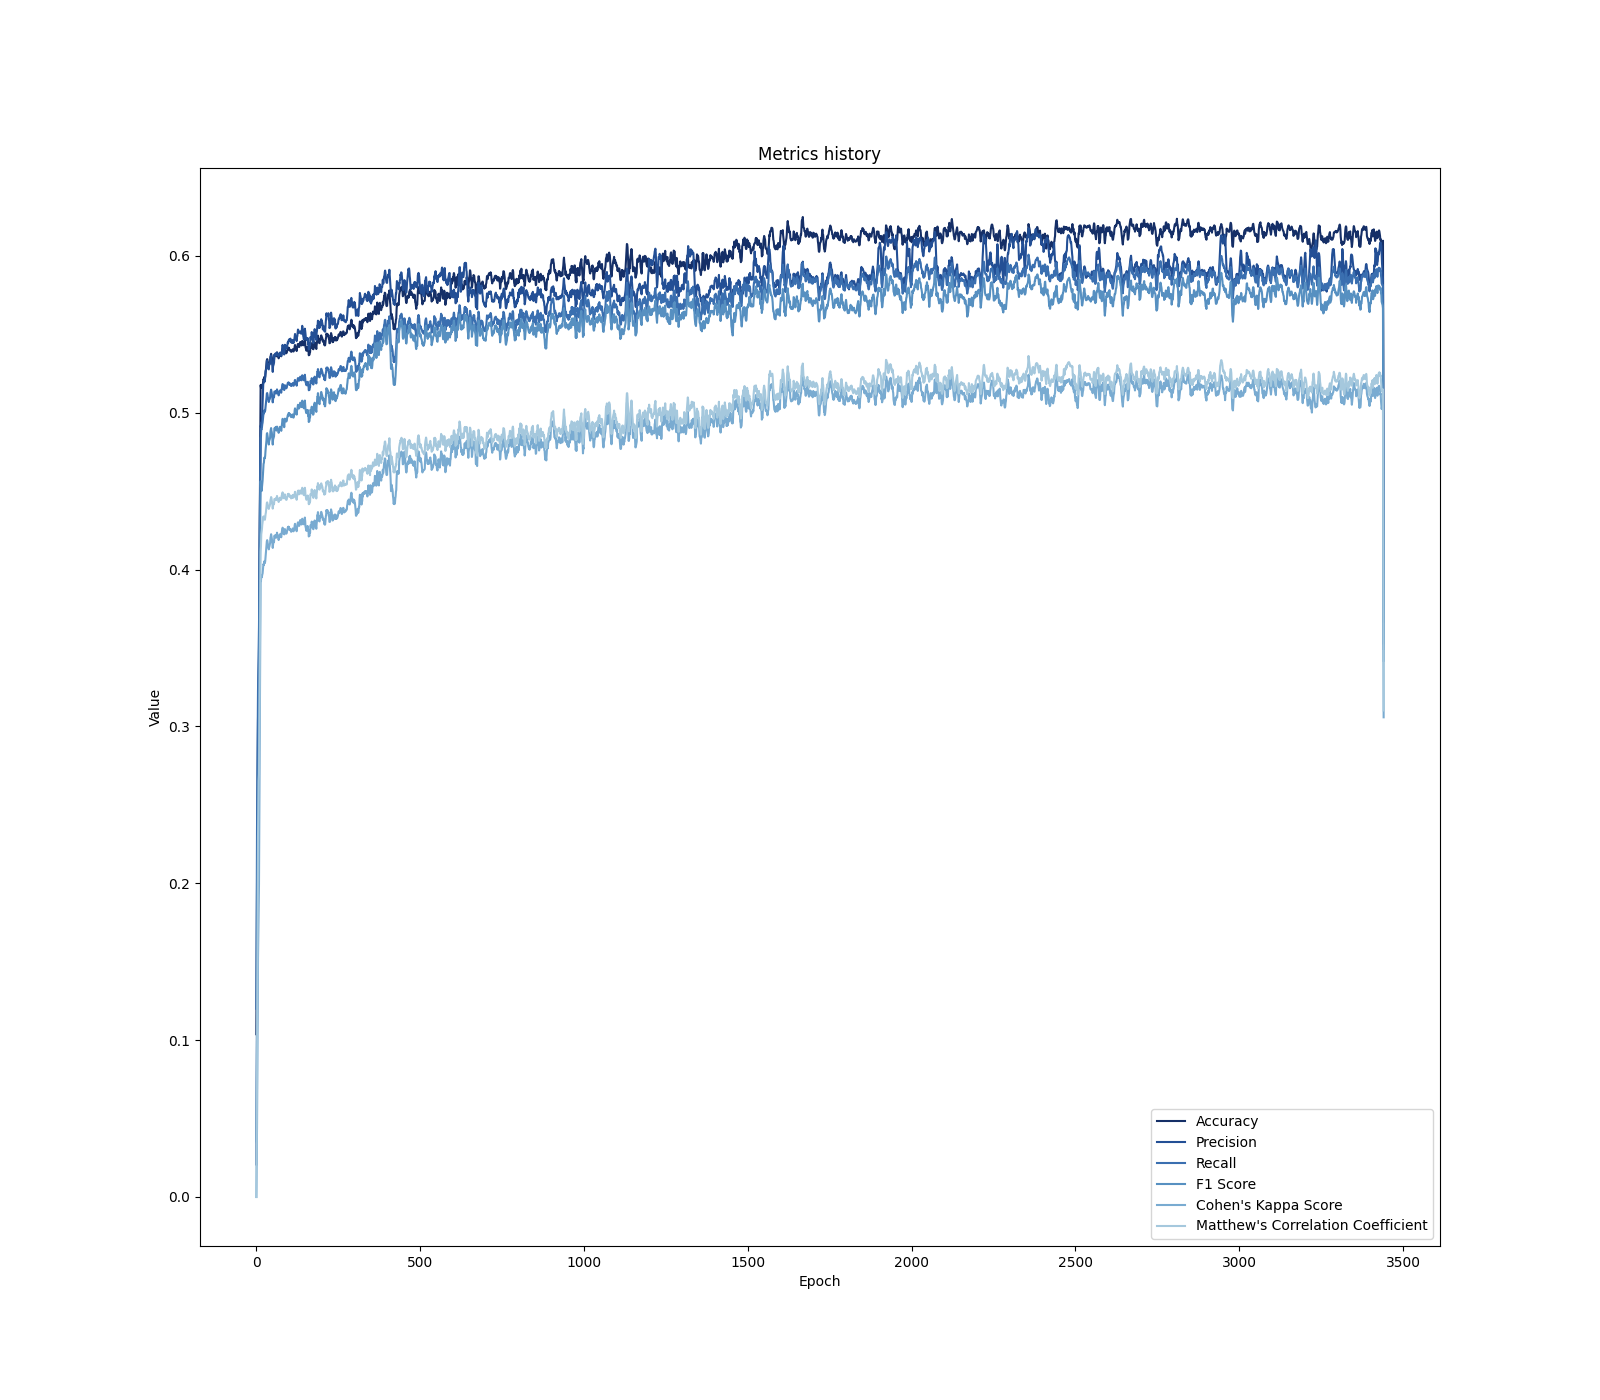 Metrics history
0.6
0.5
0.4
0.3
0.2
0.1
0.0
Value
0
500
1000
1500
2000
2500
3000
3500
Epoch
Accuracy
Precision
Recall
F1 Score
Cohen's Kappa Score
Matthew's Correlation Coefficient